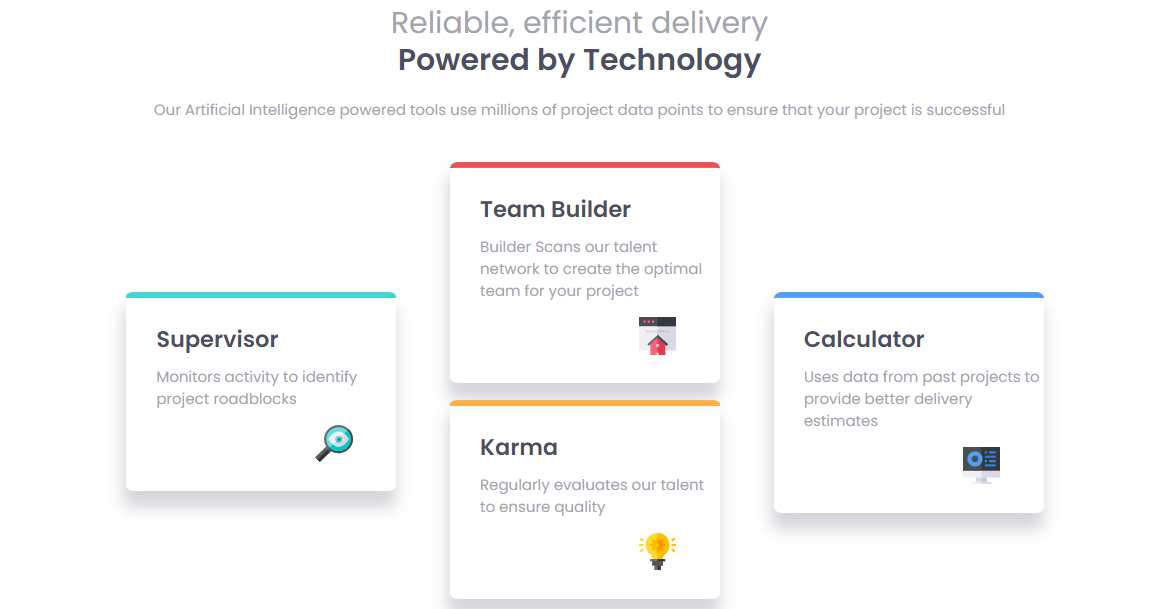 Reliable, efficient delivery
Powered by Technology
Our Artificial Intelligence powered tools use millions of project data points to ensure that your project is successful
Supervisor
Monitors activity to identify
project roadblocks
Team Builder
Builder Scans our talent
network to create the optimal
team for your project
Karma
Regularly evaluates our talent
to ensure quality
Calculator
Uses data from past projects to
provide better delivery
estimates